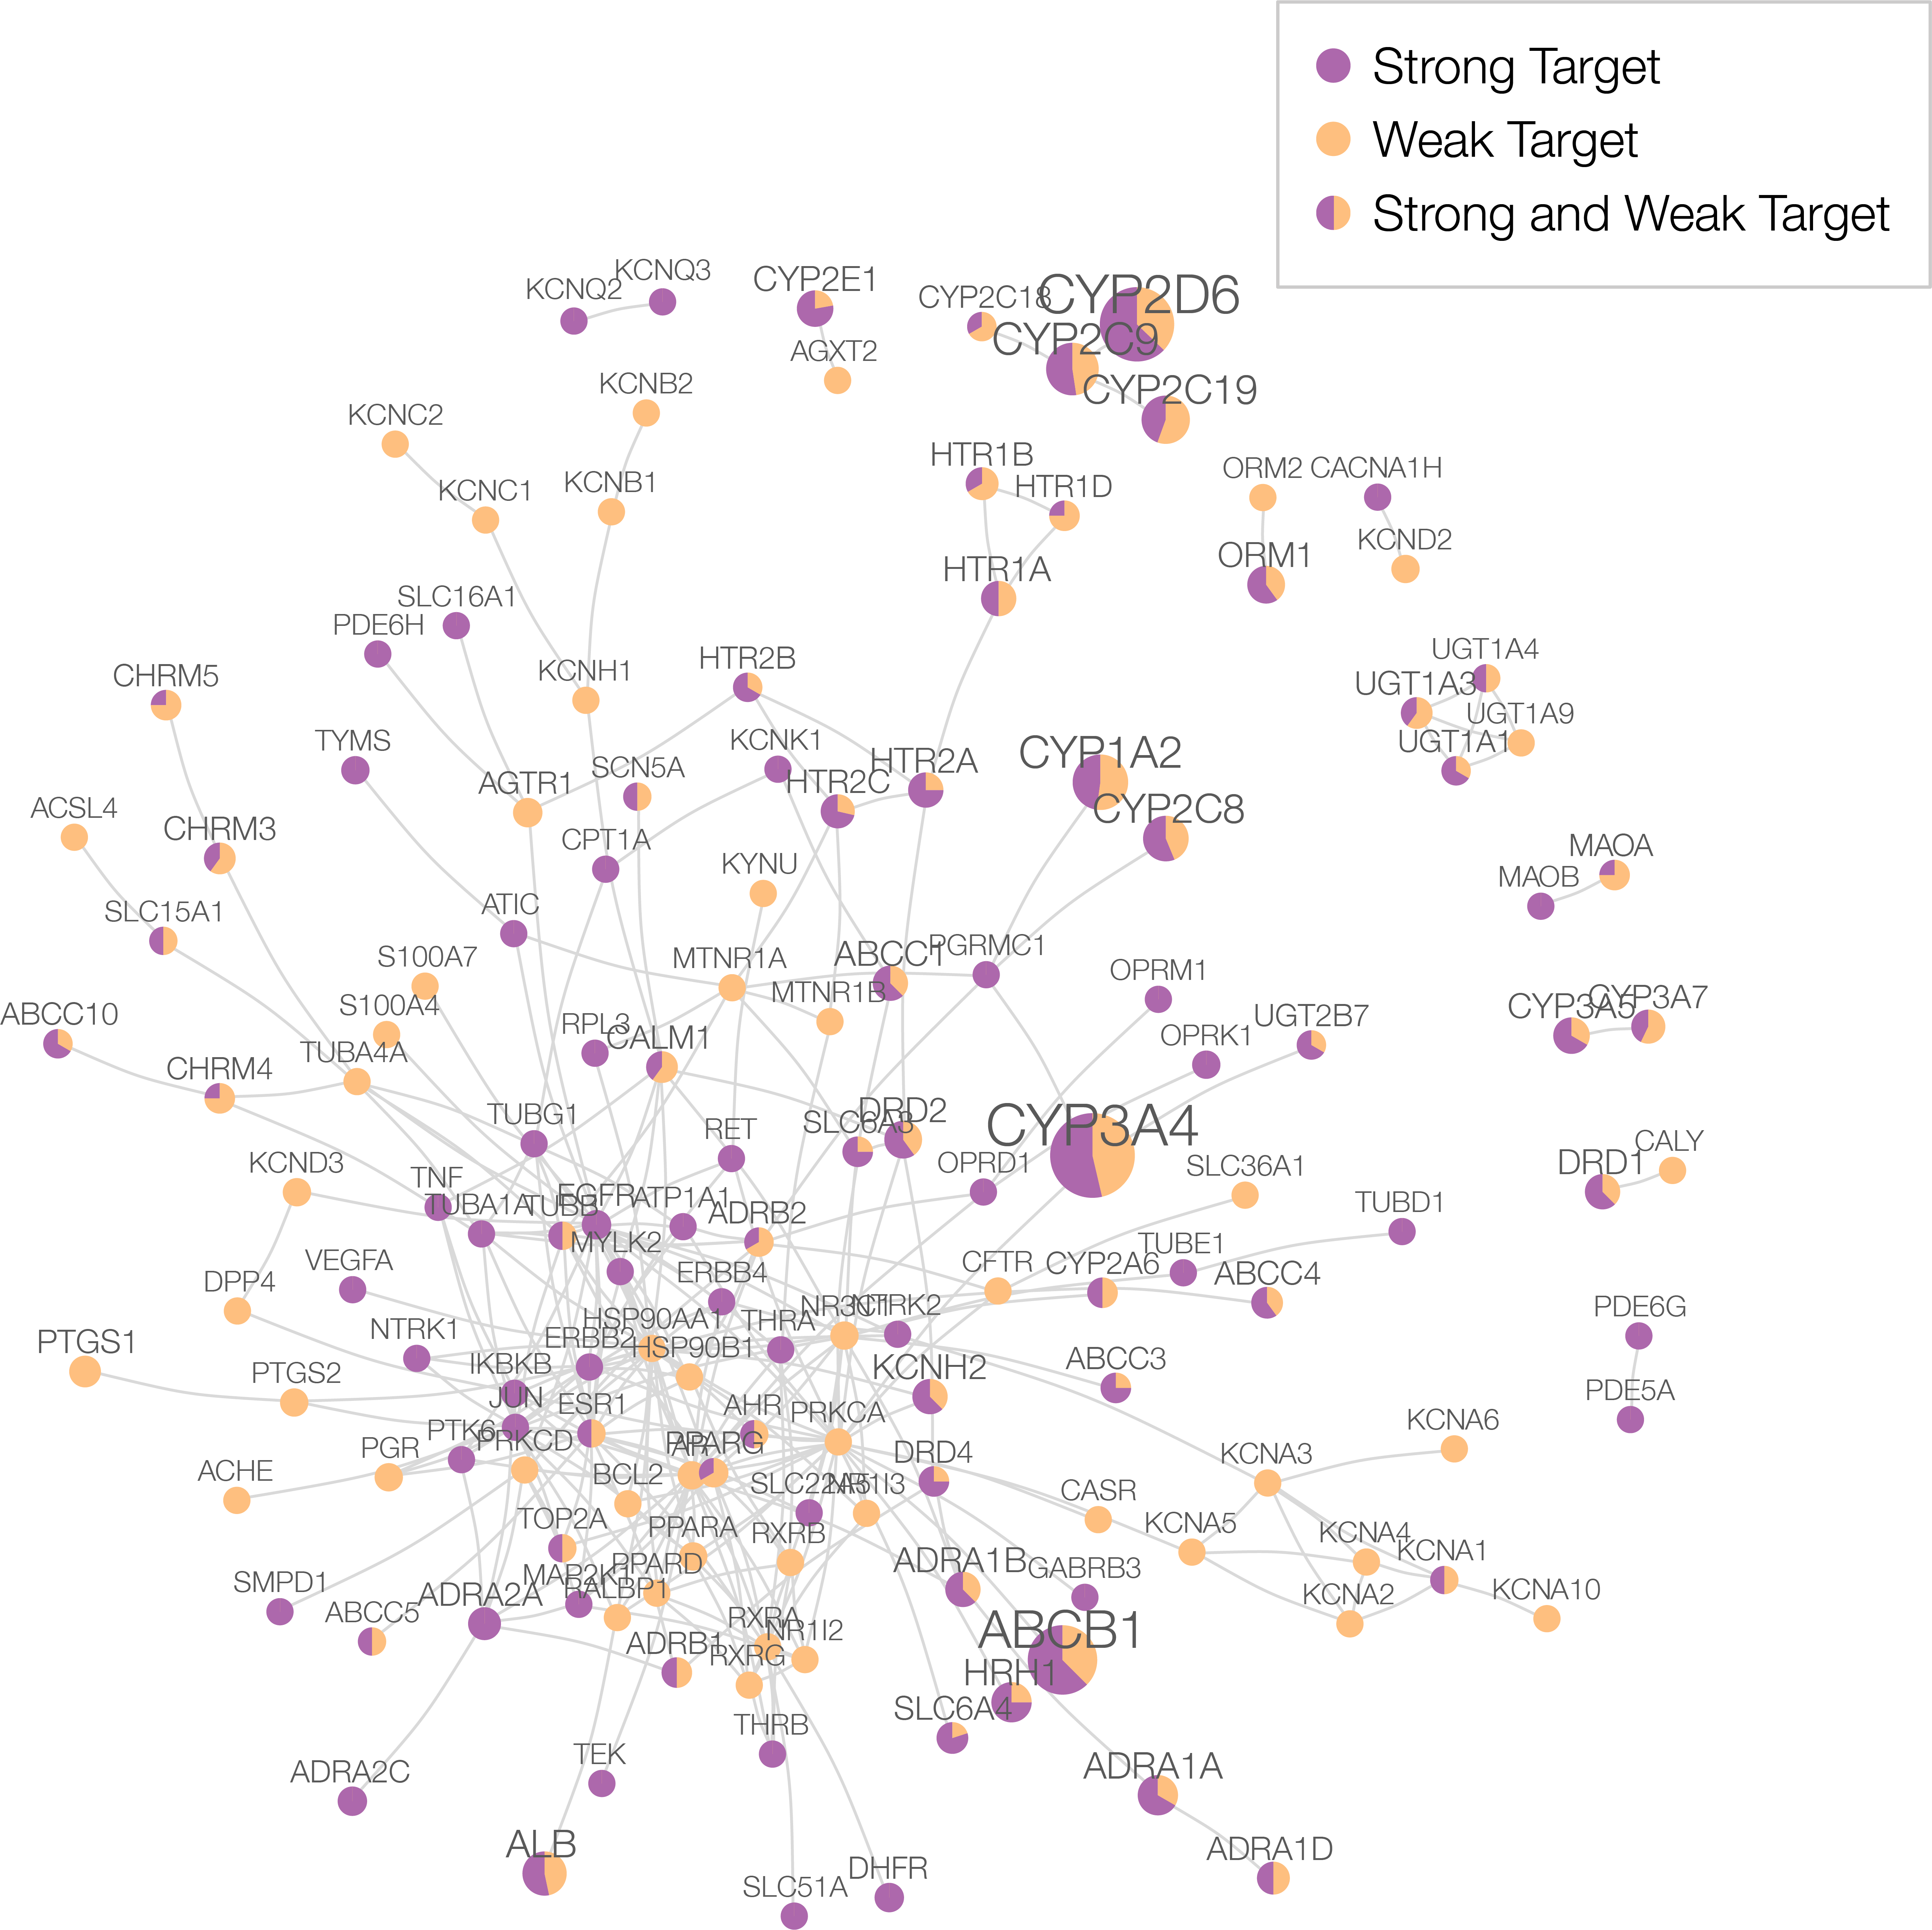 Strong Target
Weak Target
Strong and Weak Target
KCNQ3
KCNQ2
CYP2E1
CYP2C18
CYP2D6
AGXT2
CYP2C9
KCNB2
CYP2C19
KCNC2
HTR1B
ORM2
CACNA1H
KCNC1
KCNB1
HTR1D
KCND2
ORM1
HTR1A
SLC16A1
PDE6H
UGT1A4
CHRM5
KCNH1
HTR2B
UGT1A3
UGT1A9
TYMS
KCNK1
UGT1A1
CYP1A2
SCN5A
HTR2A
AGTR1
HTR2C
ACSL4
CYP2C8
CHRM3
CPT1A
KYNU
MAOA
MAOB
SLC15A1
ATIC
S100A7
MTNR1A
ABCC1
PGRMC1
OPRM1
MTNR1B
S100A4
ABCC10
RPL3
CALM1
UGT2B7
CYP3A5
CYP3A7
OPRK1
TUBA4A
CHRM4
TUBG1
RET
SLC6A3
DRD2
CYP3A4
CALY
KCND3
OPRD1
SLC36A1
DRD1
TNF
TUBA1A
TUBB
EGFR
ATP1A1
ADRB2
TUBD1
MYLK2
TUBE1
VEGFA
ERBB4
CFTR
CYP2A6
ABCC4
DPP4
HSP90AA1
THRA
NR3C1
NTRK2
PDE6G
PTGS1
NTRK1
ERBB2
HSP90B1
PTGS2
IKBKB
KCNH2
ABCC3
JUN
ESR1
AHR
PRKCA
PDE5A
KCNA6
PTK6
PRKCD
AR
PPARG
PGR
DRD4
KCNA3
ACHE
BCL2
SLC22A5
NR1I3
CASR
TOP2A
PPARA
RXRB
KCNA5
KCNA4
KCNA1
SMPD1
MAP2K1
PPARD
ADRA1B
GABRB3
ABCC5
ADRA2A
RALBP1
KCNA2
KCNA10
RXRA
NR1I2
ABCB1
ADRB1
RXRG
HRH1
SLC6A4
THRB
ADRA2C
TEK
ADRA1A
ALB
ADRA1D
DHFR
SLC51A